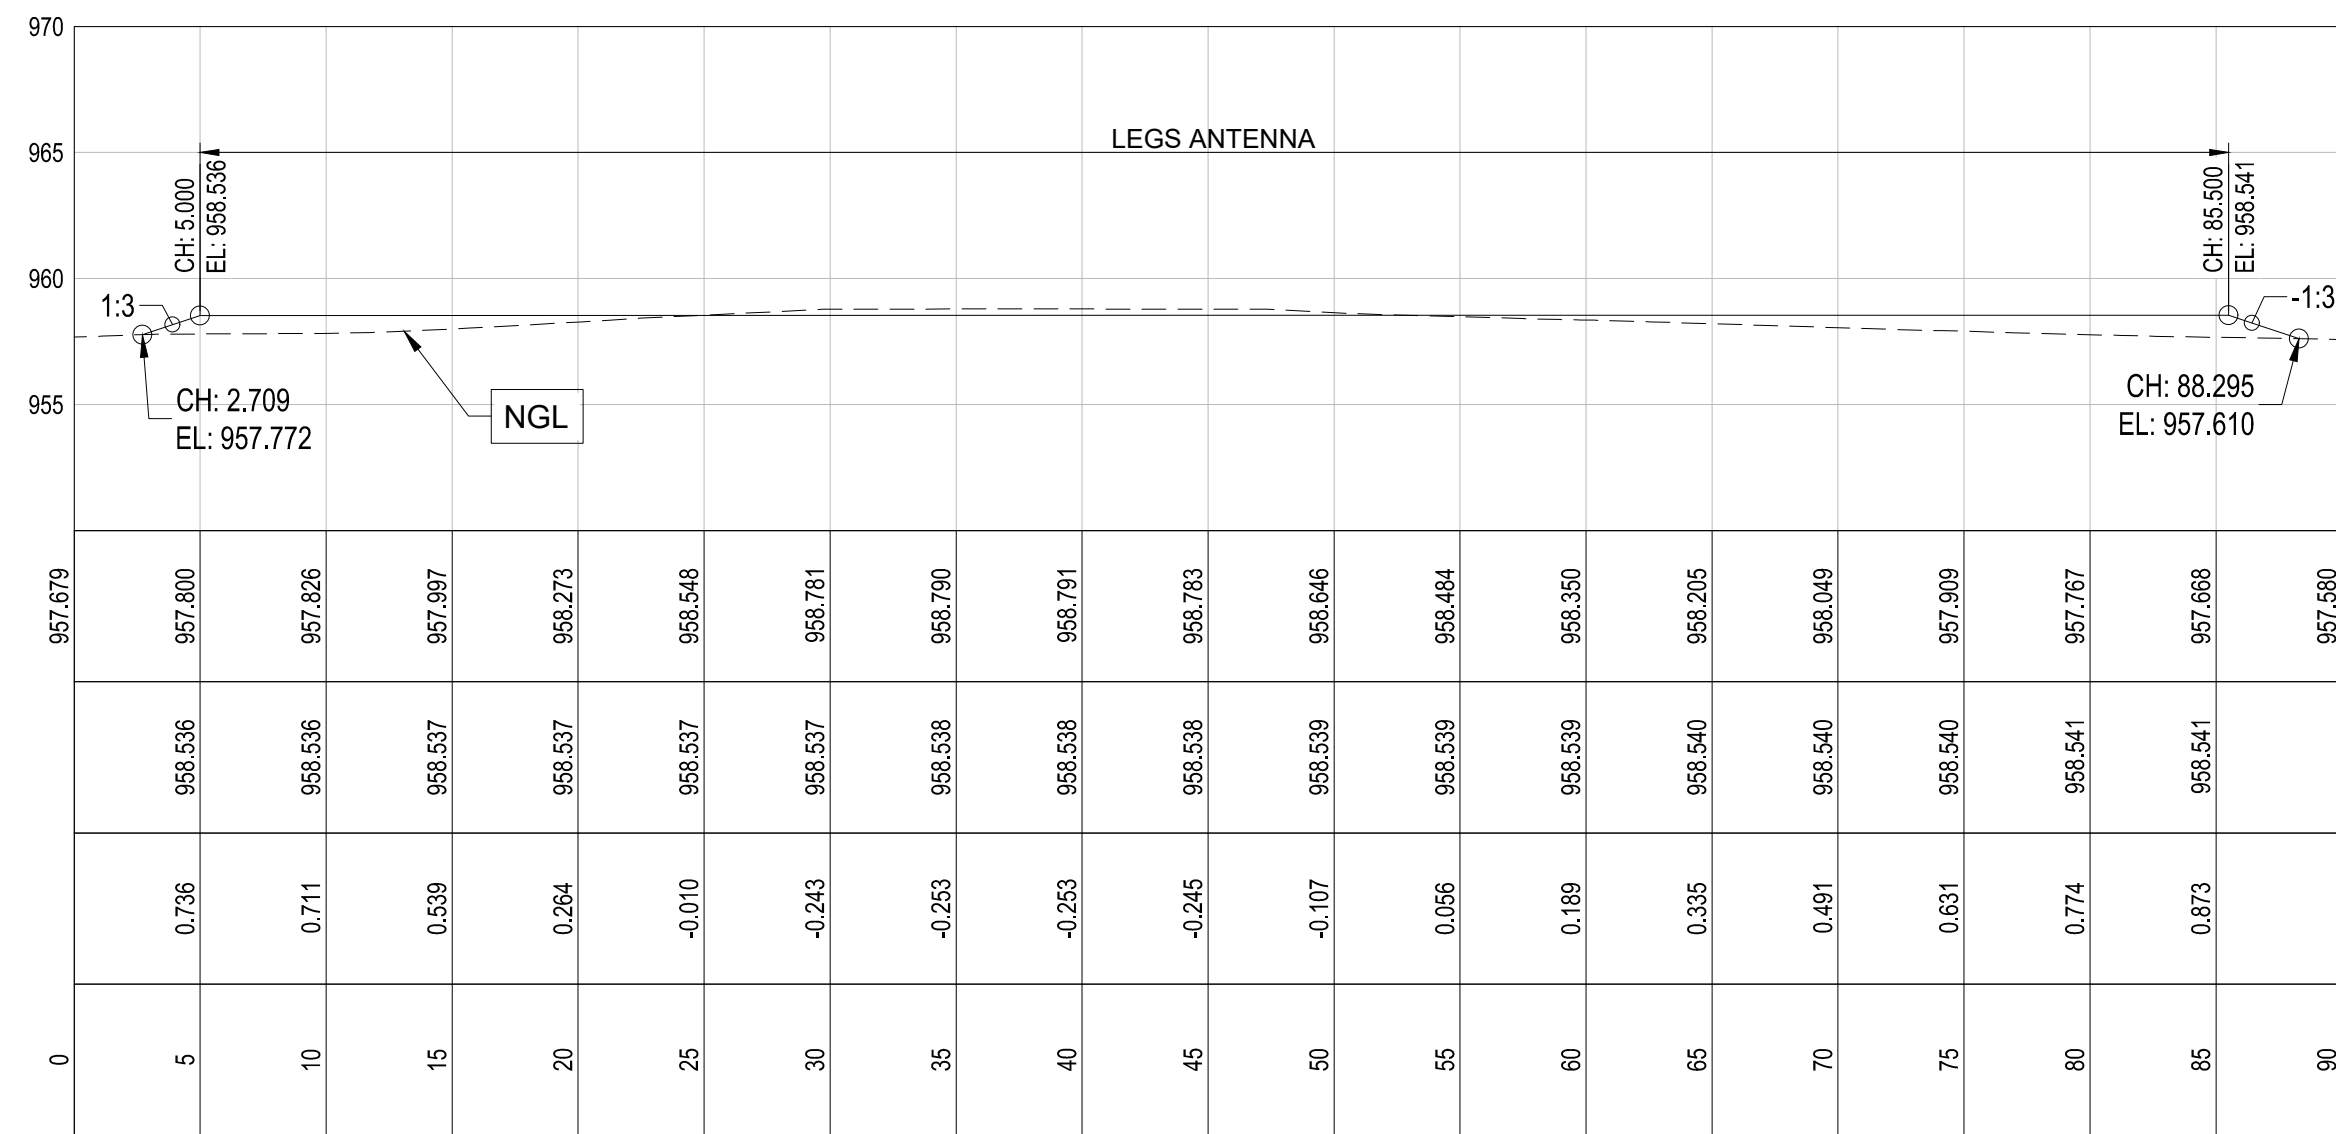 970
LEGS ANTENNA
965
CH: 5.000
EL: 958.536
CH: 85.500
EL: 958.541
960
1:3
-1:3
955
CH: 2.709
EL: 957.772
NGL
CH: 88.295
EL: 957.610
957.679 957.800 957.826 957.997 958.273 958.548 958.781 958.790 958.791 958.783 958.646 958.484 958.350 958.205 958.049 957.909 957.767 957.668 957.580
958.536 958.536 958.537 958.537 958.537 958.537 958.538 958.538 958.538 958.539 958.539 958.539 958.540 958.540 958.540 958.541 958.541
0.736 0.711 0.539 0.264 -0.010 -0.243 -0.253 -0.253 -0.245 -0.107 0.056 0.189 0.335 0.491 0.631 0.774 0.873
0 5 10 15 20 25 30 35 40 45 50 55 60 65 70 75 80 85 90